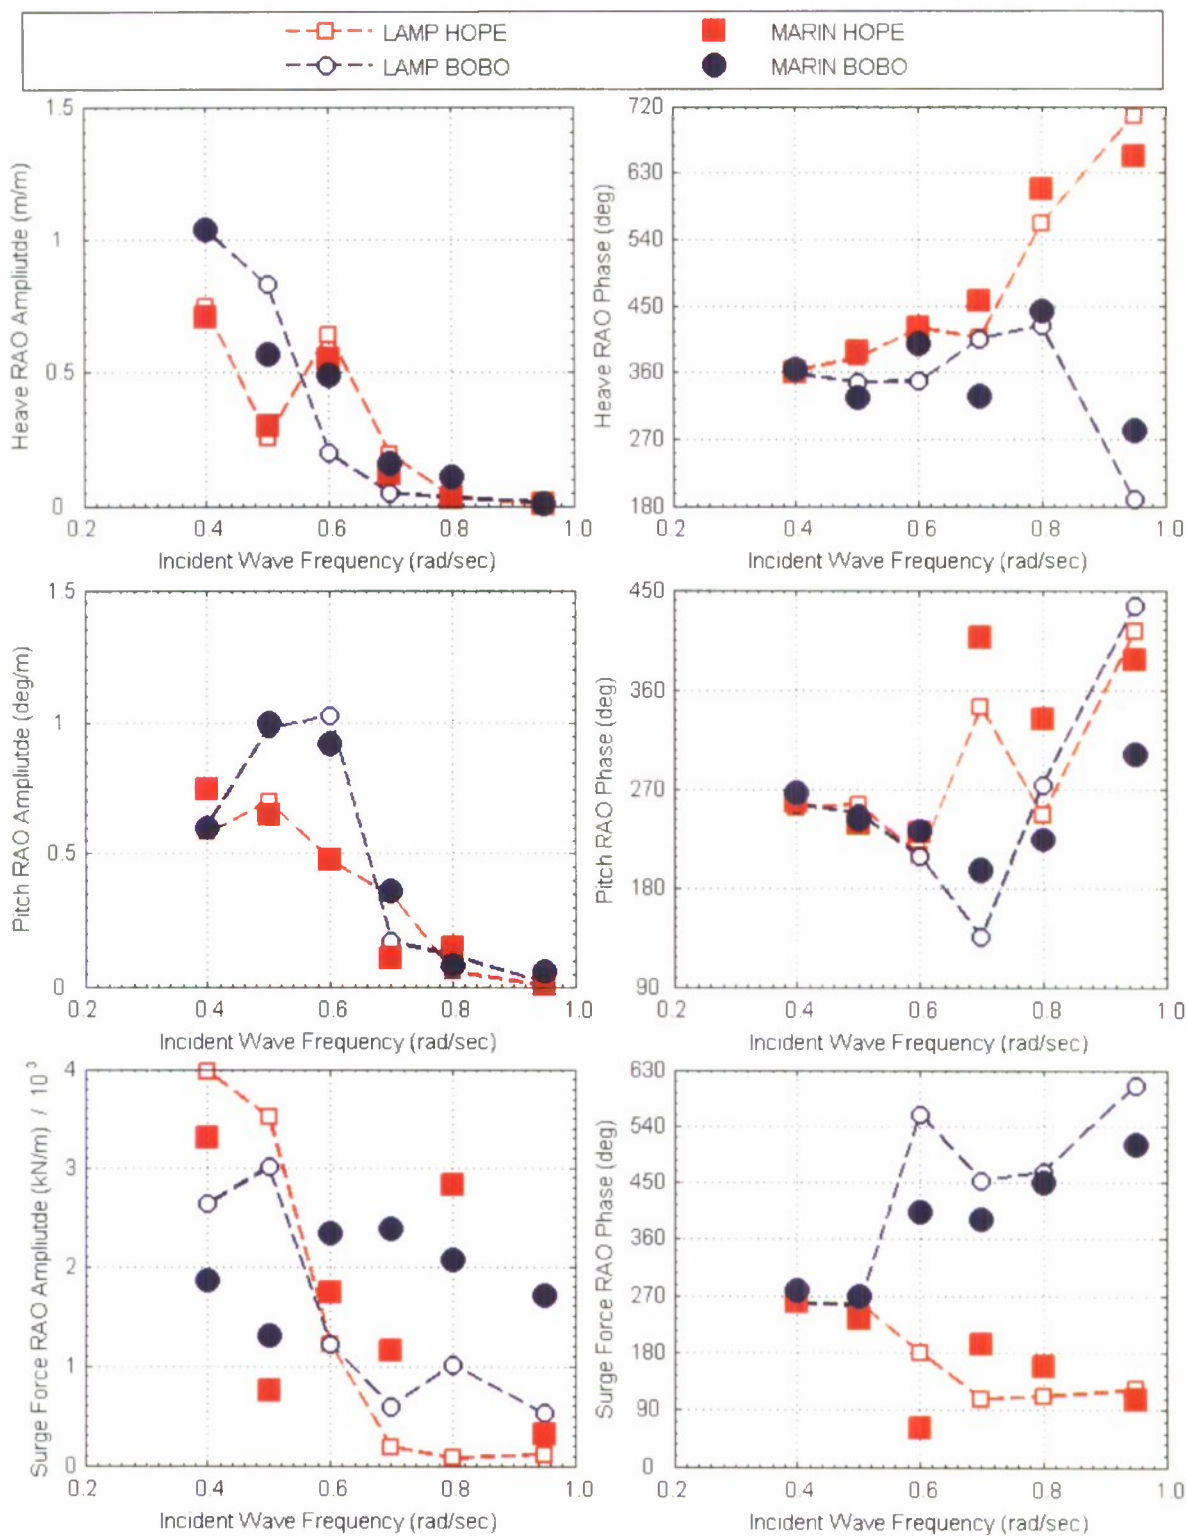 LAMP HOPE MARIN HOPE
LAMP BOBO MARIN BOBO
1.5
1
0.5
0
Heave RAO Ampliutde (m/m)
0.2 0.4 0.6 0.8 1.0
Incident Wave Frequency (rad/sec)
720
630
540
450
360
270
180
Heave RAO Phase (deg)
0.2 0.4 0.6 0.8 1.0
Incident Wave Frequency (rad/sec)
1.5
1
0.5
0
Pitch RAO Ampliutde (deg/m)
0.2 0.4 0.6 0.8 1.0
Incident Wave Frequency (rad/sec)
450
360
270
180
90
Pitch RAO Phase (deg)
0.2 0.4 0.6 0.8 1.0
Incident Wave Frequency (rad/sec)
4
3
2
1
0
Surge Force RAO Ampliutde (kN/m) / 10³
0.2 0.4 0.6 0.8 1.0
Incident Wave Frequency (rad/sec)
630
540
450
360
270
180
90
0
Surge Force RAO Phase (deg)
0.2 0.4 0.6 0.8 1.0
Incident Wave Frequency (rad/sec)